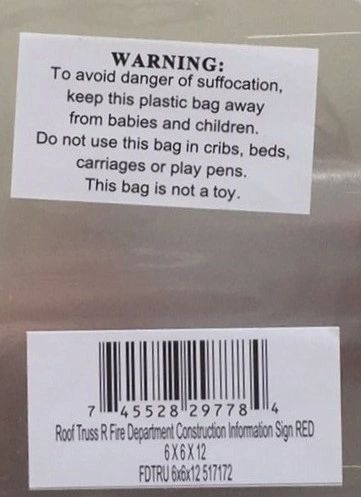 WARNING:
To avoid danger of suffocation,
keep this plastic bag away
from babies and children.
Do not use this bag in cribs, beds,
carriages or play pens.
This bag is not a toy.
7 45528 29778 4
Roof Truss R Fire Department Construction Information Sign RED
6 X 6 X 12
FDTRU 6x6x12 517172